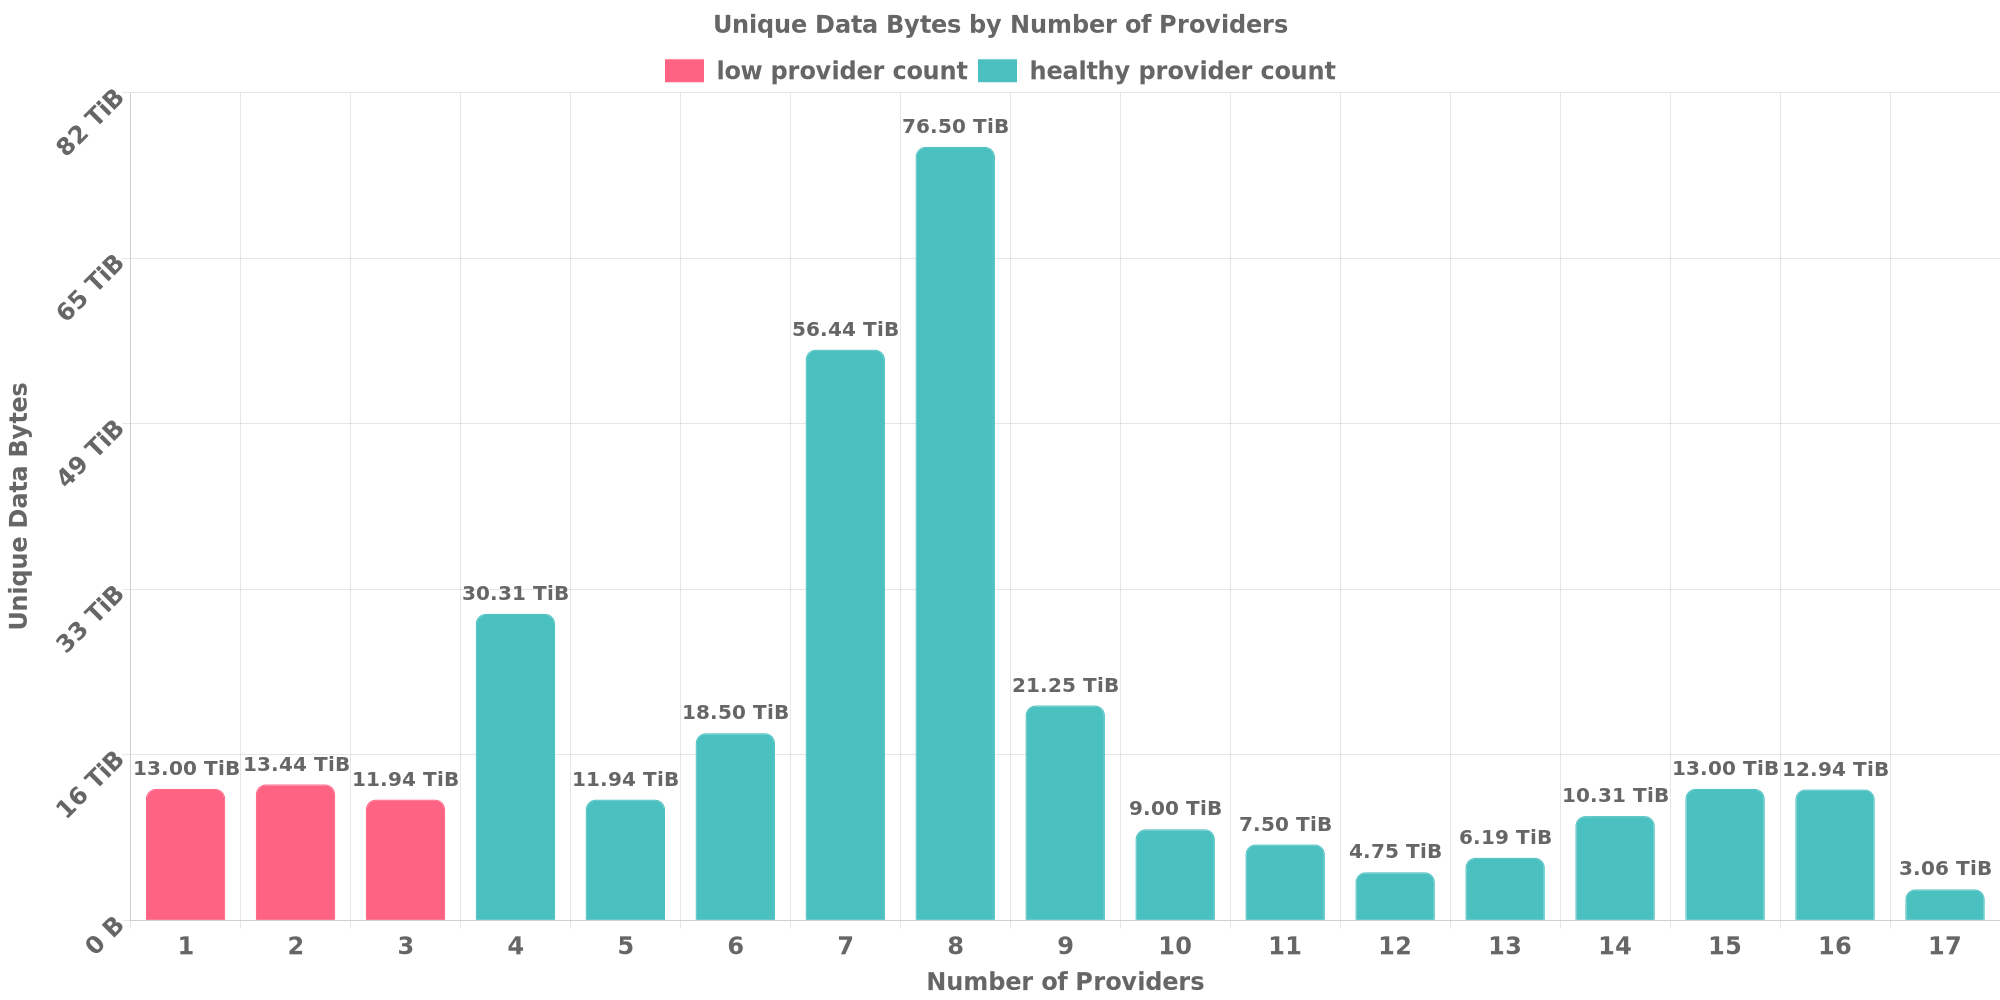 Unique Data Bytes by Number of Providers
low provider count healthy provider count
82 TiB
65 TiB
49 TiB
33 TiB
16 TiB
0 B
Unique Data Bytes
13.00 TiB
13.44 TiB
11.94 TiB
30.31 TiB
11.94 TiB
18.50 TiB
56.44 TiB
76.50 TiB
21.25 TiB
9.00 TiB
7.50 TiB
4.75 TiB
6.19 TiB
10.31 TiB
13.00 TiB
12.94 TiB
3.06 TiB
1 2 3 4 5 6 7 8 9 10 11 12 13 14 15 16 17
Number of Providers